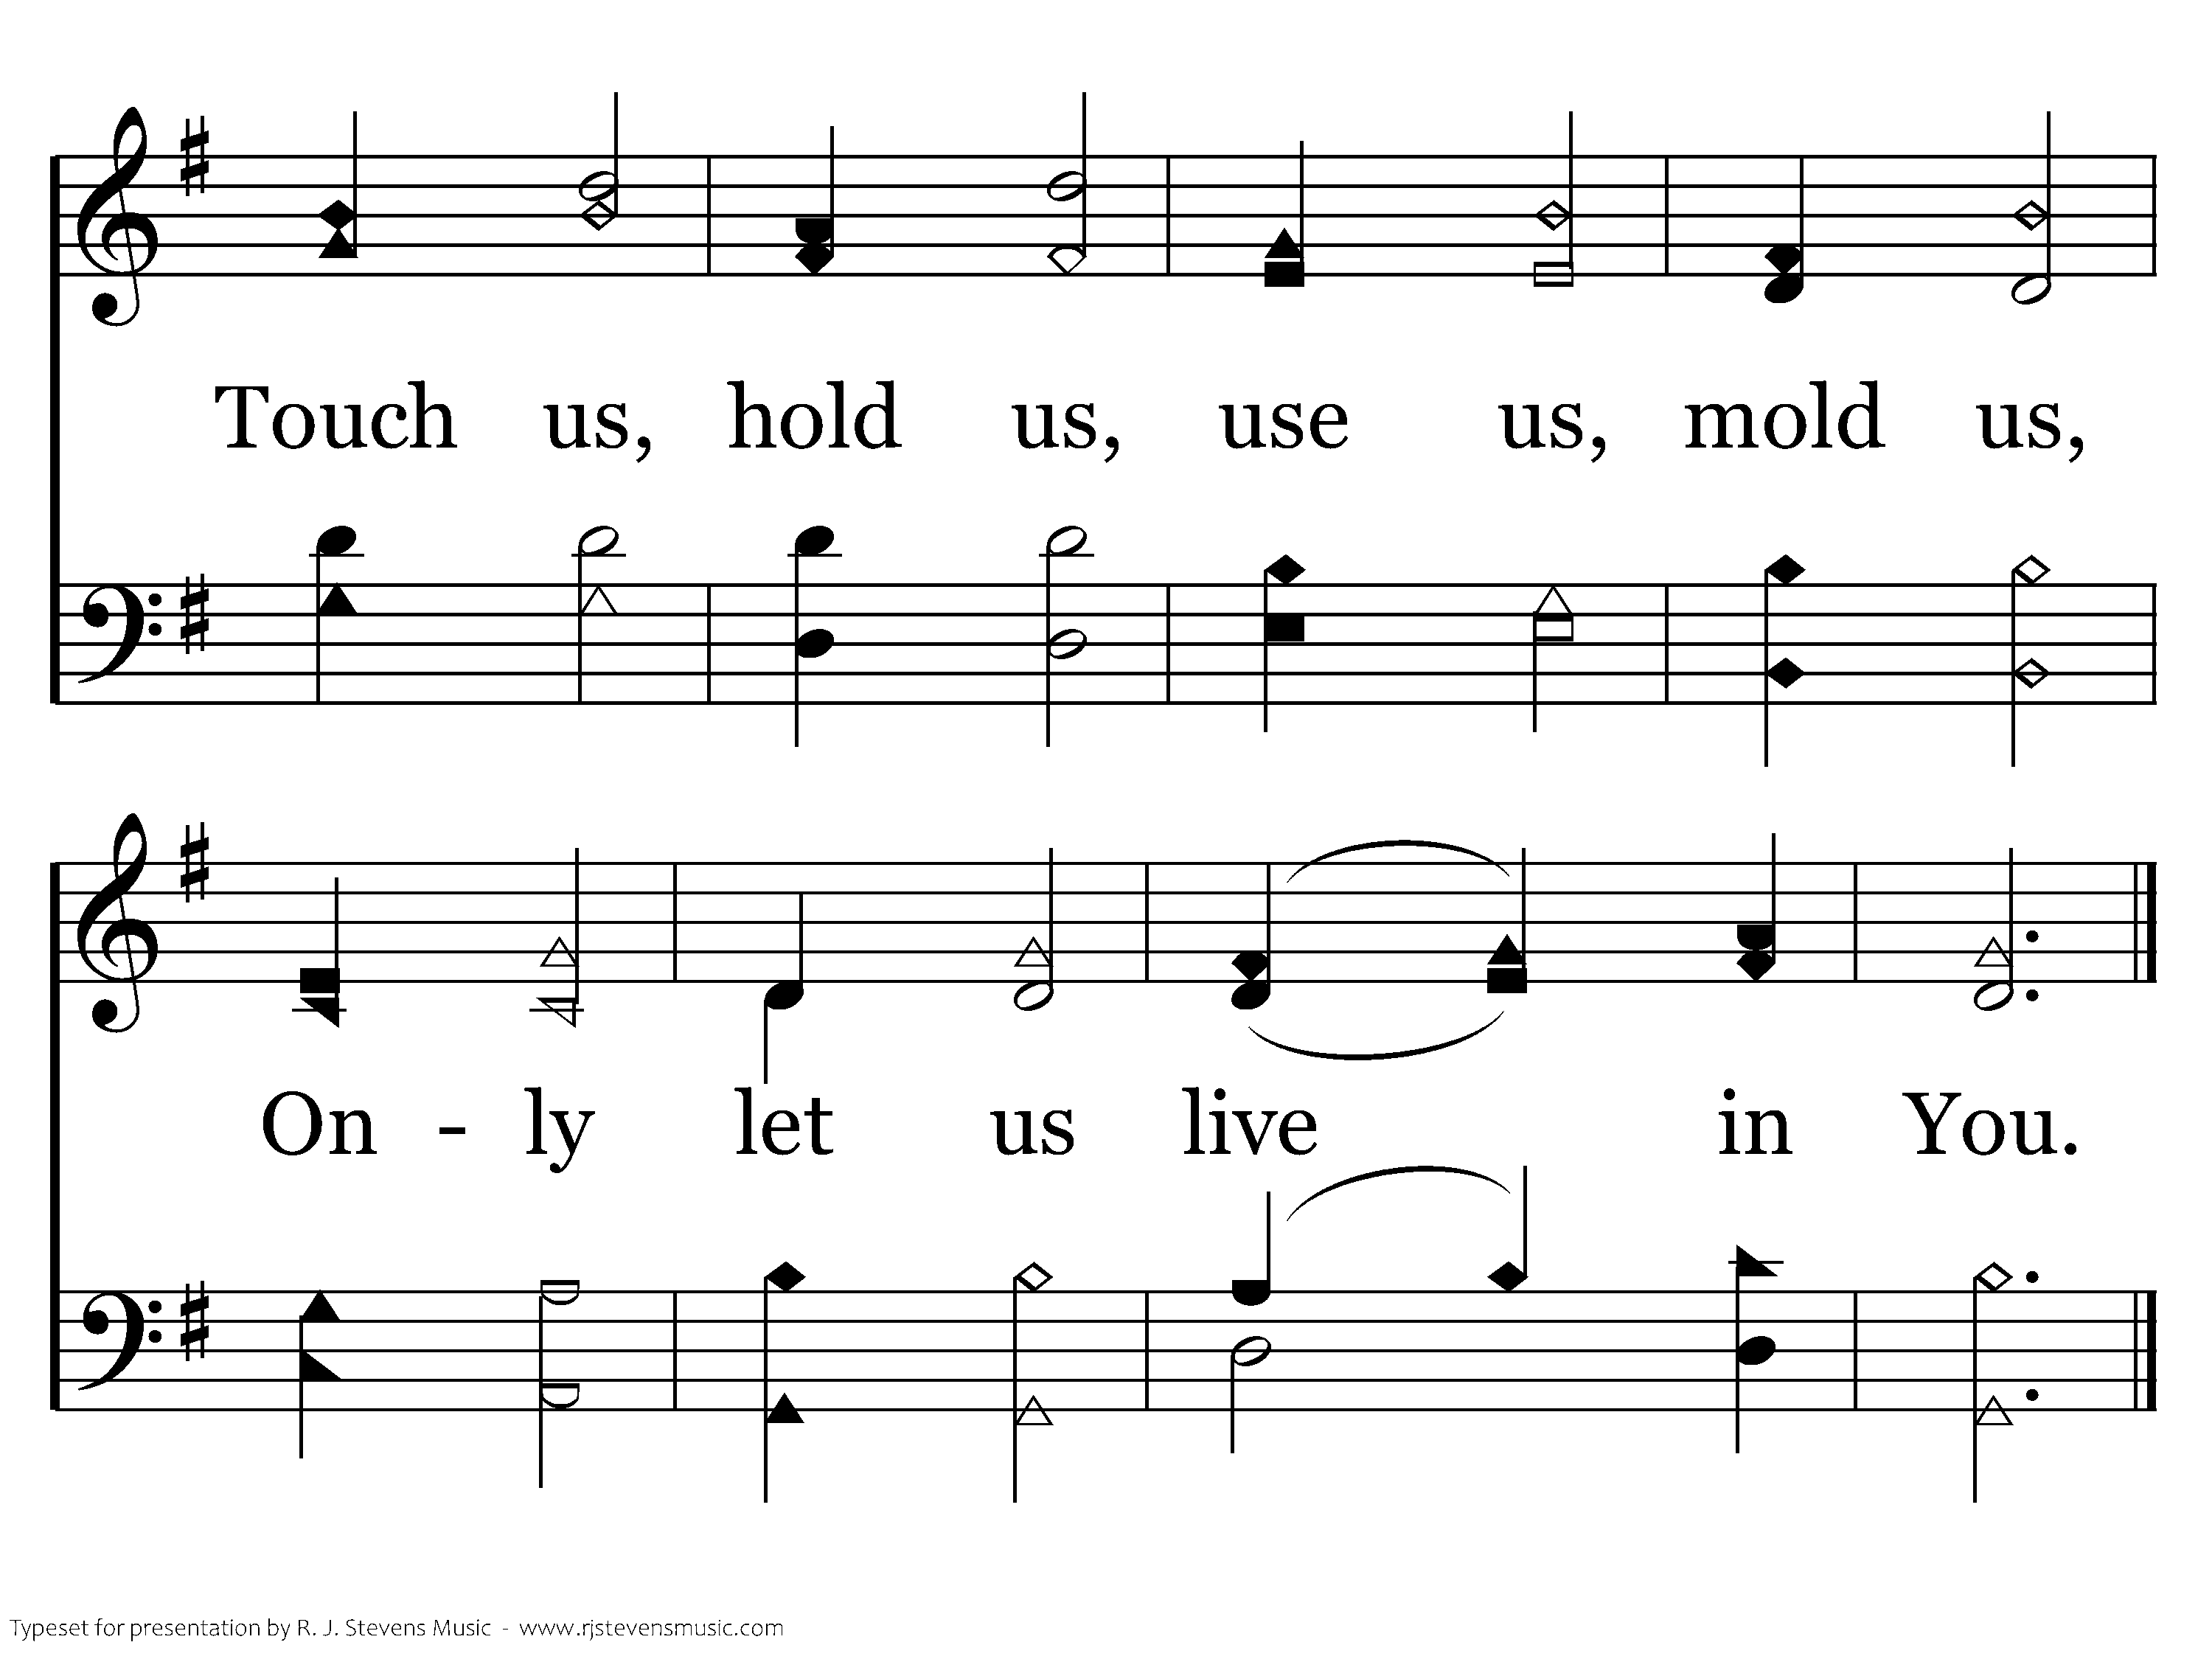 Touch us, hold us, use us, mold us,
On - ly let us live in You.
Typeset for presentation by R. J. Stevens Music - www.rjstevensmusic.com